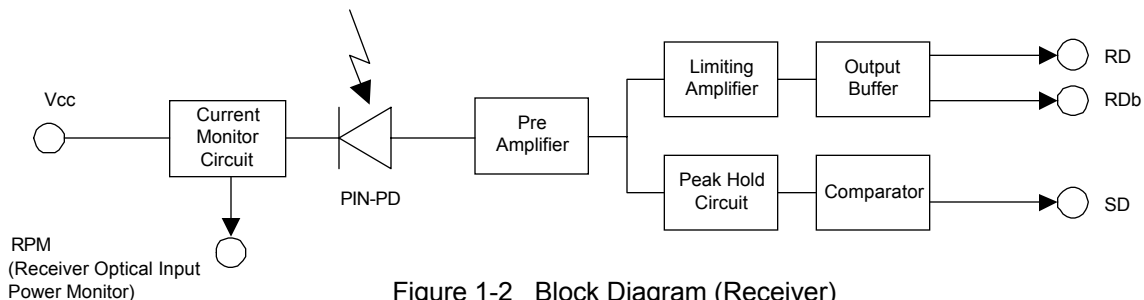 Vcc
Current
Monitor
Circuit
RPM
(Receiver Optical Input
Power Monitor)
PIN-PD
Pre
Amplifier
Limiting
Amplifier
Output
Buffer
RD
RDb
Peak Hold
Circuit
Comparator
SD
Figure 1-2 Block Diagram (Receiver)